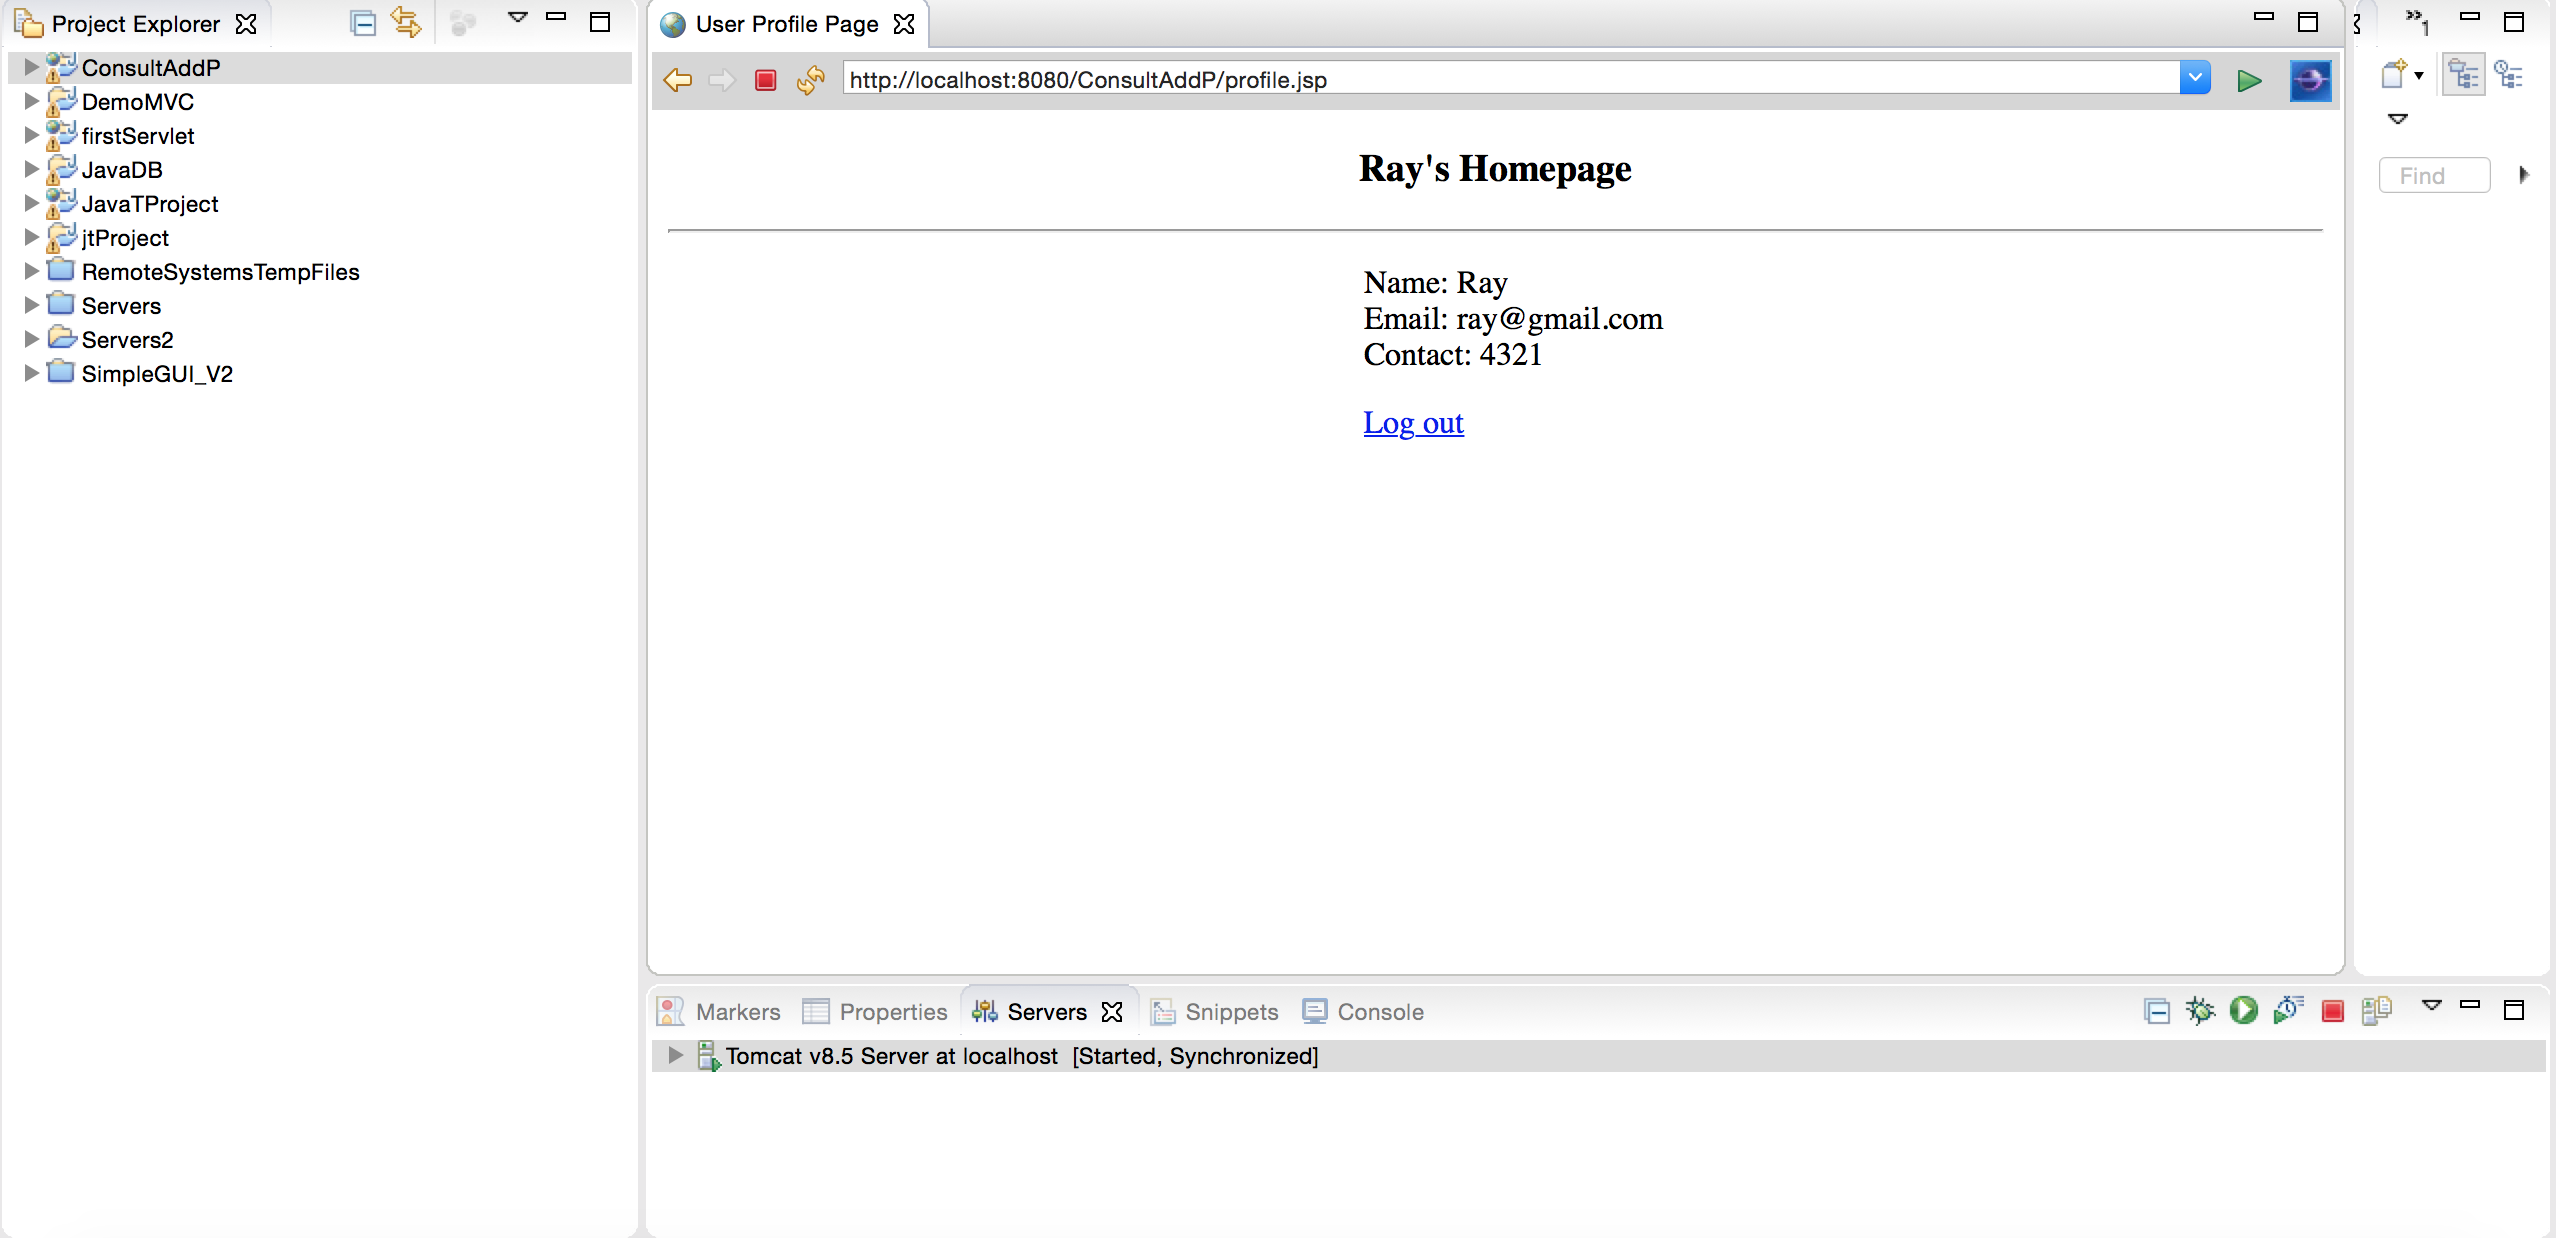 Project Explorer
ConsultAddP
DemoMVC
firstServlet
JavaDB
JavaTProject
jtProject
RemoteSystemsTempFiles
Servers
Servers2
SimpleGUI_V2
User Profile Page
http://localhost:8080/ConsultAddP/profile.jsp
Ray's Homepage
Name: Ray
Email: ray@gmail.com
Contact: 4321
Log out
»1
Find
Markers Properties Servers Snippets Console
Tomcat v8.5 Server at localhost [Started, Synchronized]